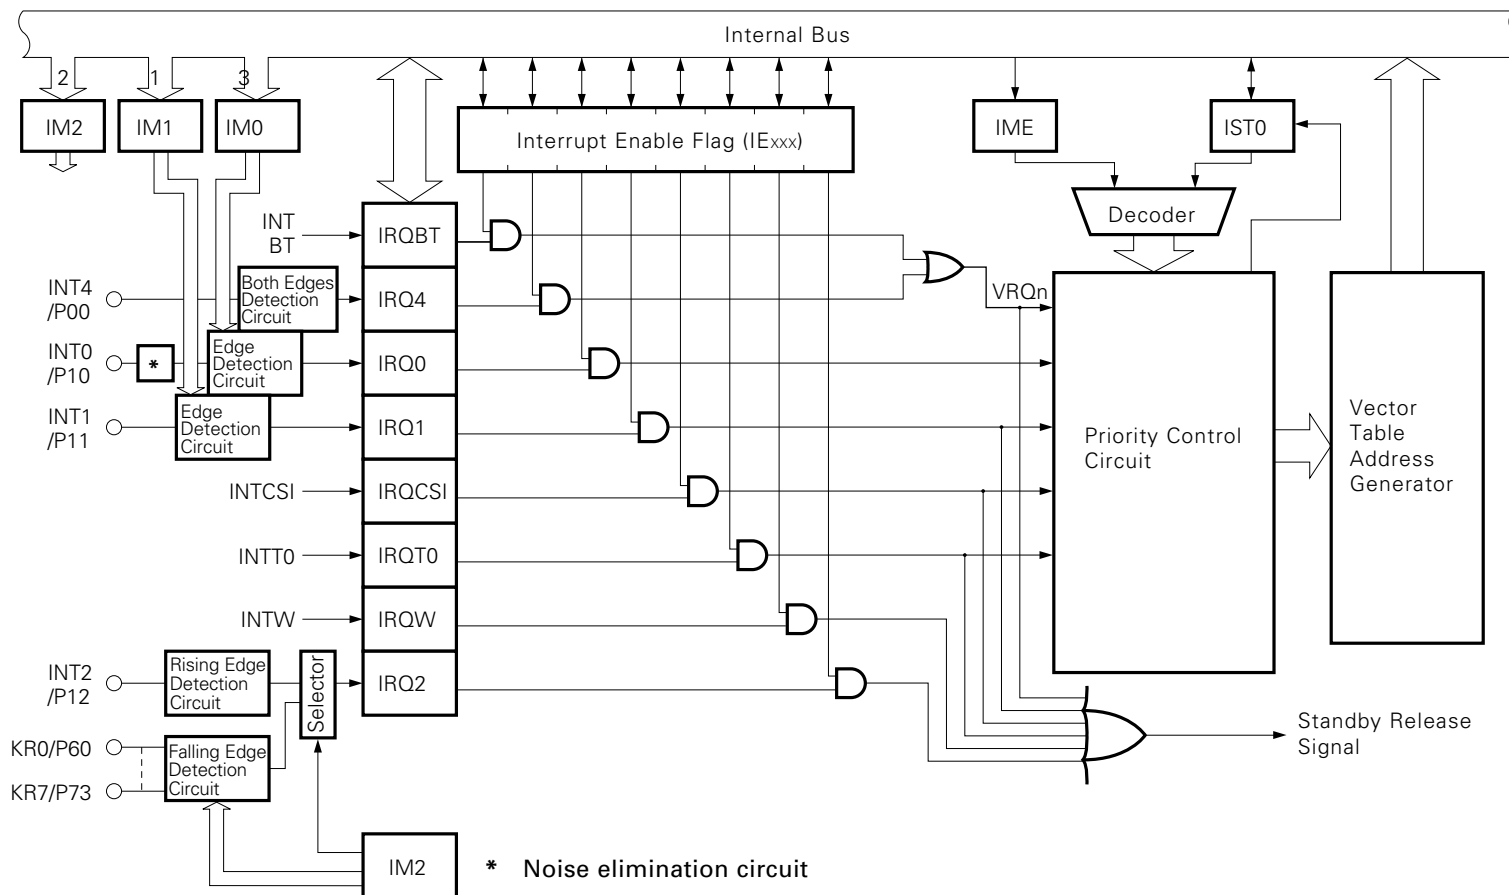 Internal Bus
2
1
3
IM2
IM1
IM0
Interrupt Enable Flag (IExxx)
IME
IST0
Decoder
INT
BT
IRQBT
INT4
/P00
Both Edges
Detection
Circuit
IRQ4
VRQn
INT0
/P10
*
Edge
Detection
Circuit
IRQ0
INT1
/P11
Edge
Detection
Circuit
IRQ1
Priority Control
Circuit
Vector
Table
Address
Generator
INTCSI
IRQCSI
INTT0
IRQT0
INTW
IRQW
INT2
/P12
Rising Edge
Detection
Circuit
Selector
IRQ2
KR0/P60
KR7/P73
Falling Edge
Detection
Circuit
Standby Release
Signal
IM2
* Noise elimination circuit